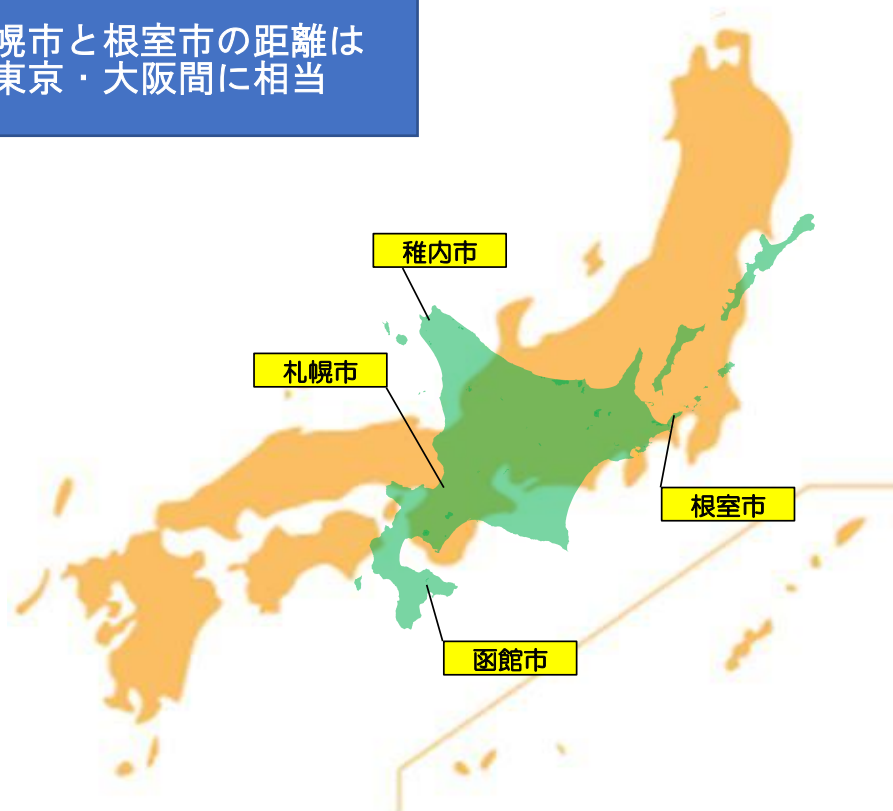 幌市と根室市の距離は
東京・大阪間に相当
稚内市
札幌市
根室市
函館市